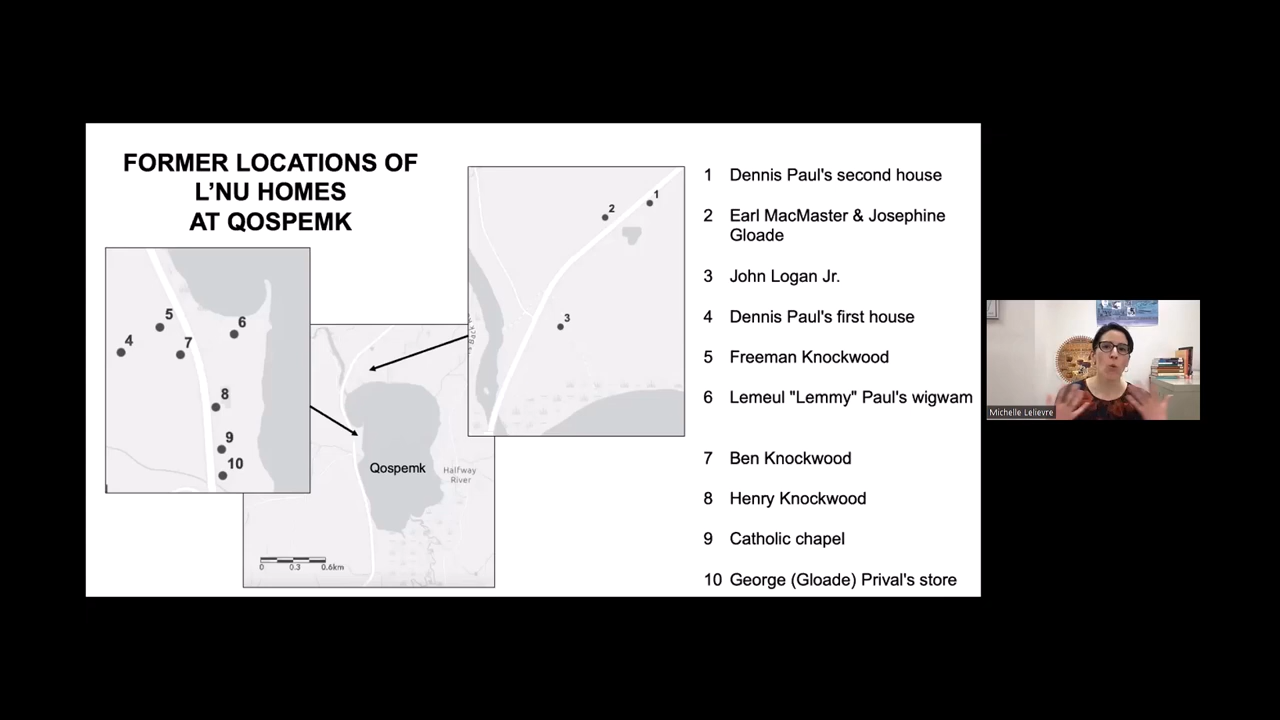 FORMER LOCATIONS OF
L’NU HOMES
AT QOSPEMK
5
6
4
7
8
9
10
1
2
3
Back
Qospemk
Halfway
River
0 0.3 0.6km
1 Dennis Paul's second house
2 Earl MacMaster & Josephine
Gloade
3 John Logan Jr.
4 Dennis Paul's first house
5 Freeman Knockwood
6 Lemeul "Lemmy" Paul's wigwam
7 Ben Knockwood
8 Henry Knockwood
9 Catholic chapel
10 George (Gloade) Prival's store
Michelle Lelievre